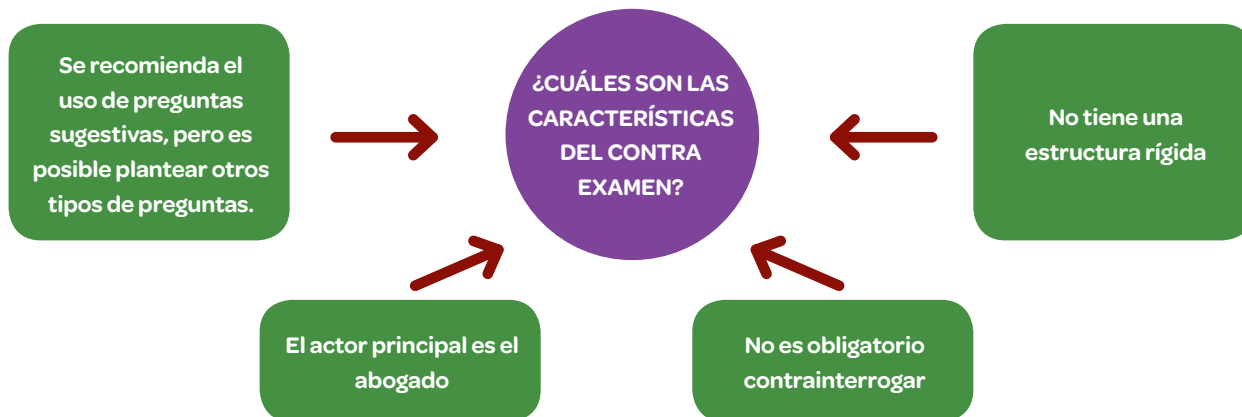 Se recomienda el
uso de preguntas
sugestivas, pero es
posible plantear otros
tipos de preguntas.
¿CUÁLES SON LAS
CARACTERÍSTICAS
DEL CONTRA
EXAMEN?
No tiene una
estructura rígida
El actor principal es el
abogado
No es obligatorio
contrainterrogar